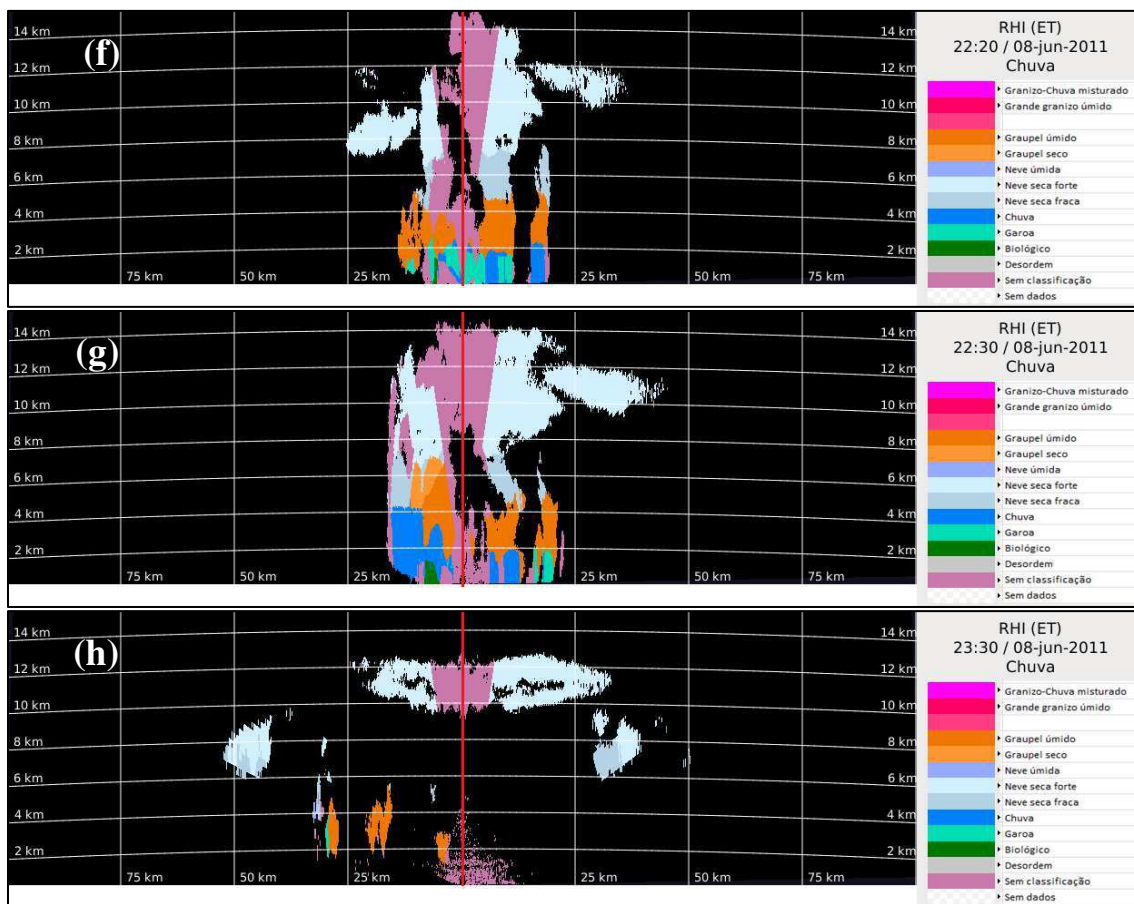 (f)
14 km 14 km
12 km 12 km
10 km 10 km
8 km 8 km
6 km 6 km
4 km 4 km
2 km 2 km
75 km 50 km 25 km 25 km 50 km 75 km
RHI (ET)
22:20 / 08-jun-2011
Chuva
Granizo-Chuva misturado
Grande granizo úmido
Graupel úmido
Graupel seco
Neve úmida
Neve seca forte
Neve seca fraca
Chuva
Garoa
Biológico
Desordem
Sem classificação
Sem dados
(g)
14 km 14 km
12 km 12 km
10 km 10 km
8 km 8 km
6 km 6 km
4 km 4 km
2 km 2 km
75 km 50 km 25 km 25 km 50 km 75 km
RHI (ET)
22:30 / 08-jun-2011
Chuva
Granizo-Chuva misturado
Grande granizo úmido
Graupel úmido
Graupel seco
Neve úmida
Neve seca forte
Neve seca fraca
Chuva
Garoa
Biológico
Desordem
Sem classificação
Sem dados
(h)
14 km 14 km
12 km 12 km
10 km 10 km
8 km 8 km
6 km 6 km
4 km 4 km
2 km 2 km
75 km 50 km 25 km 25 km 50 km 75 km
RHI (ET)
23:30 / 08-jun-2011
Chuva
Granizo-Chuva misturado
Grande granizo úmido
Graupel úmido
Graupel seco
Neve úmida
Neve seca forte
Neve seca fraca
Chuva
Garoa
Biológico
Desordem
Sem classificação
Sem dados